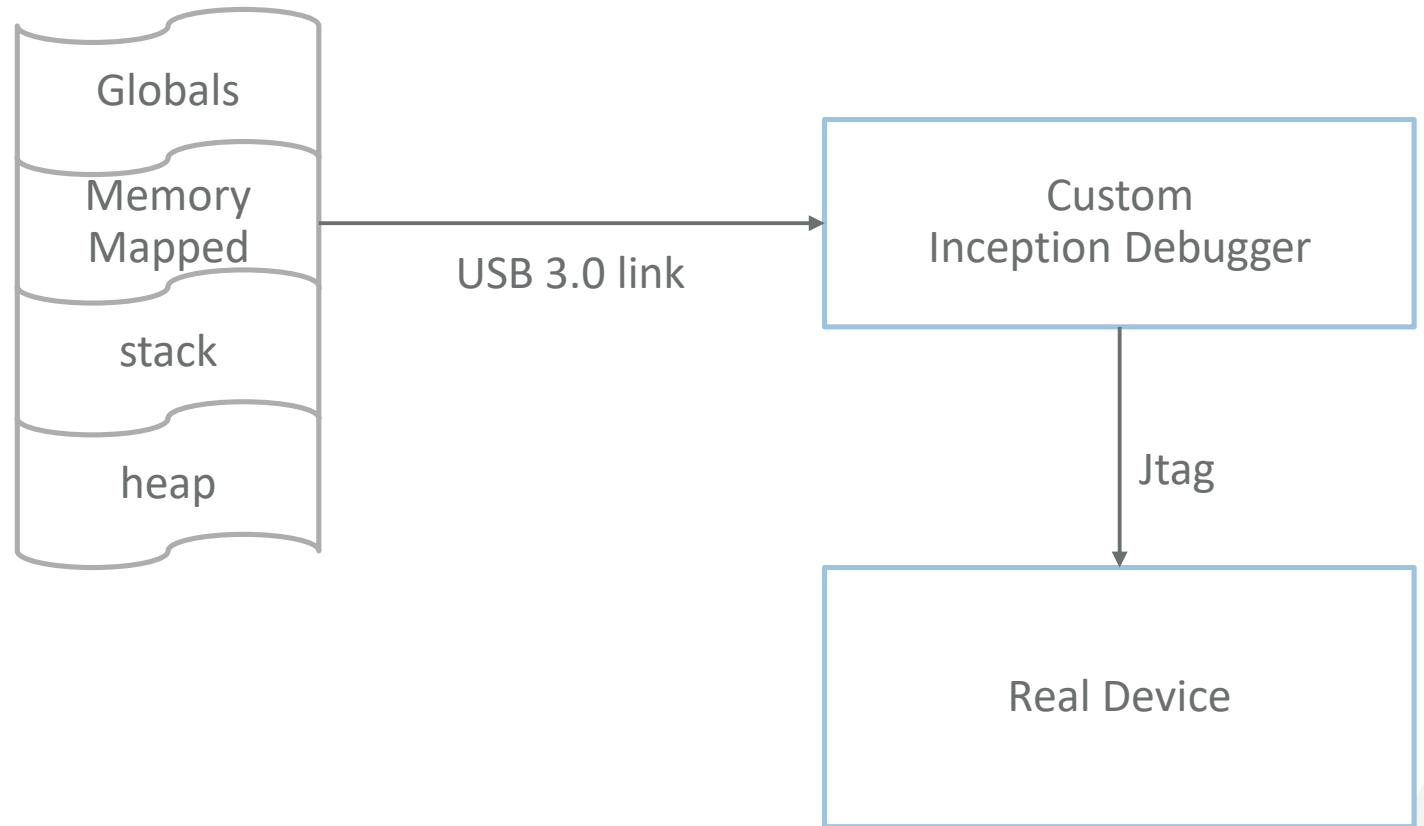 Globals
Memory
Mapped
stack
heap
USB 3.0 link
Custom
Inception Debugger
Jtag
Real Device